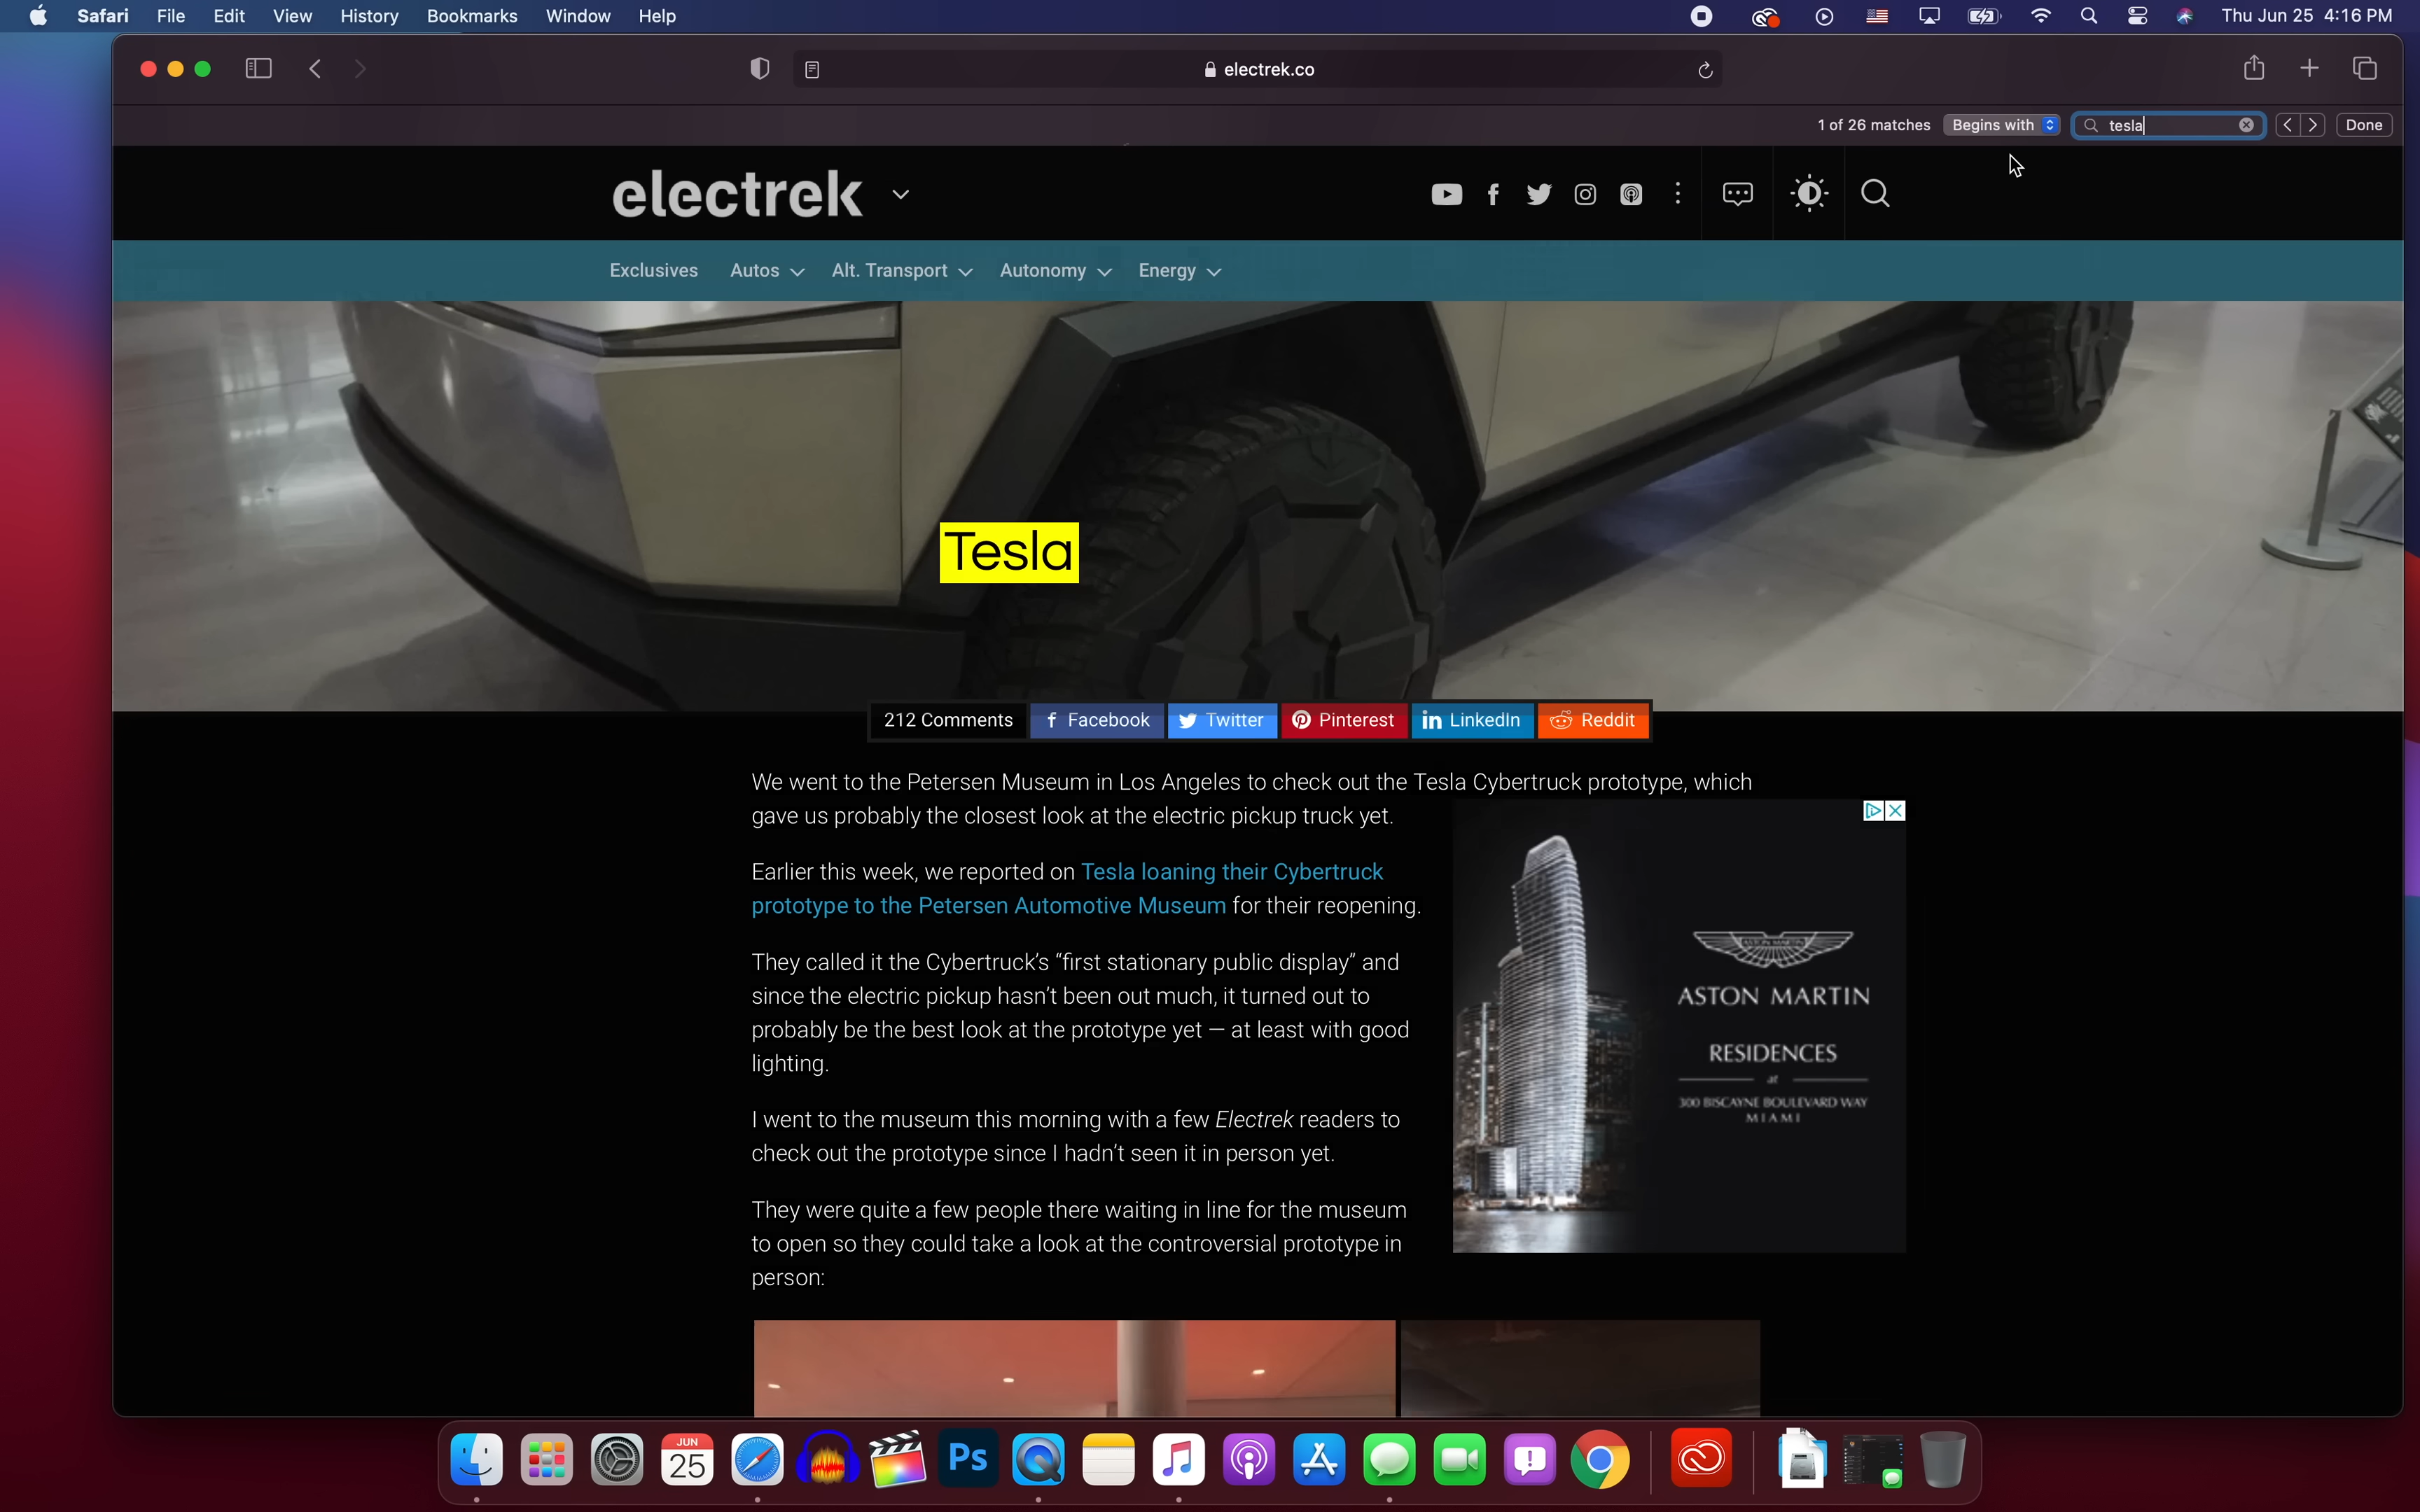 Safari File Edit View History Bookmarks Window Help Thu Jun 25 4:16 PM
electrek.co
1 of 26 matches Begins with tesla Done
electrek
Exclusives Autos Alt. Transport Autonomy Energy
Tesla
212 Comments Facebook Twitter Pinterest LinkedIn Reddit
We went to the Petersen Museum in Los Angeles to check out the Tesla Cybertruck prototype, which
gave us probably the closest look at the electric pickup truck yet.
Earlier this week, we reported on Tesla loaning their Cybertruck
prototype to the Petersen Automotive Museum for their reopening.
They called it the Cybertruck’s “first stationary public display” and
since the electric pickup hasn’t been out much, it turned out to
probably be the best look at the prototype yet — at least with good
lighting.
I went to the museum this morning with a few Electrek readers to
check out the prototype since I hadn’t seen it in person yet.
They were quite a few people there waiting in line for the museum
to open so they could take a look at the controversial prototype in
person:
ASTON MARTIN
ASTON MARTIN
RESIDENCES
at
300 BISCAYNE BOULEVARD WAY
MIAMI
JUN
25
Ps